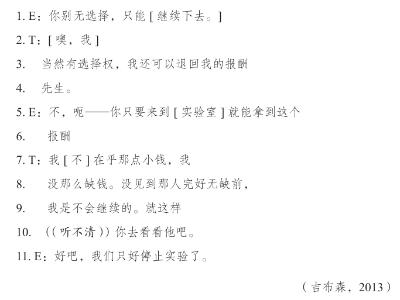 1. E：你别无选择，只能 [ 继续下去。]
2. T：[ 噢，我 ]
3. 当然有选择权，我还可以退回我的报酬
4. 先生。
5. E：不，呃——你只要来到 [ 实验室 ] 就能拿到这个
6. 报酬
7. T：我 [ 不 ] 在乎那点小钱，我
8. 没那么缺钱。没见到那人完好无缺前，
9. 我是不会继续的。就这样
10. (( 听不清 )) 你去看看他吧。
11. E：好吧，我们只好停止实验了。
（吉布森，2013）